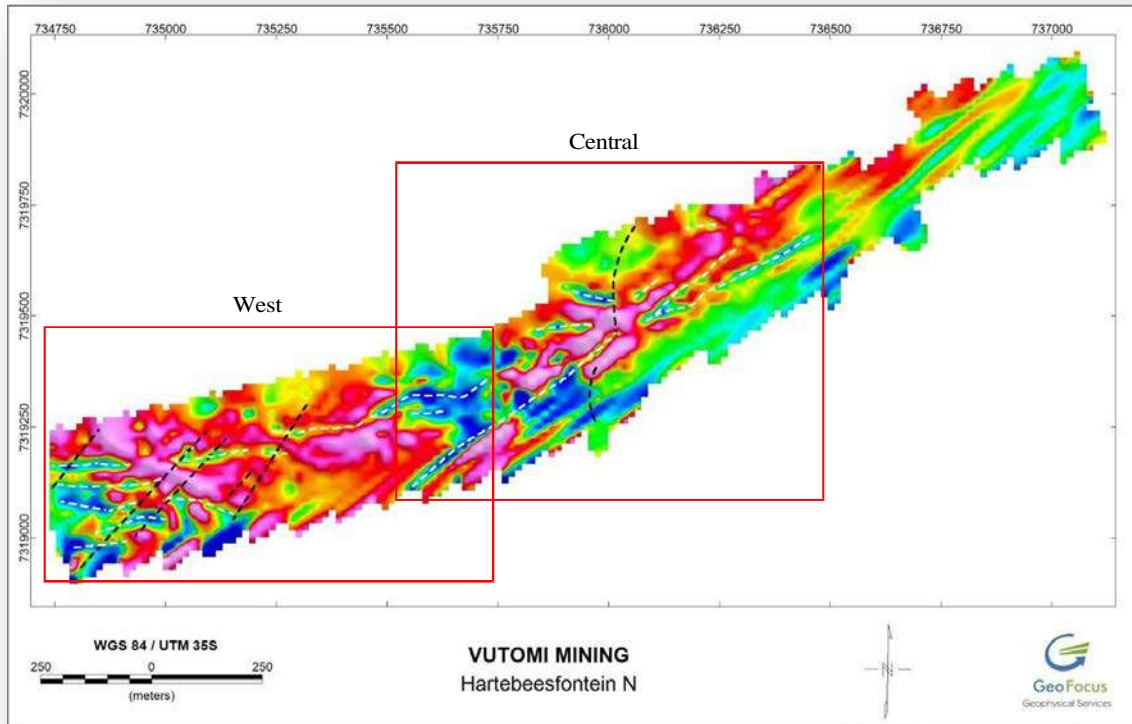 734750 735000 735250 735500 735750 736000 736250 736500 736750 737000
7320000
7319750
7319500
7319250
7319000
Central
West
WGS 84 / UTM 35S
250 0 250
(meters)
VUTOMI MINING
Hartebeesfontein N
N
GeoFocus
Geophysical Services